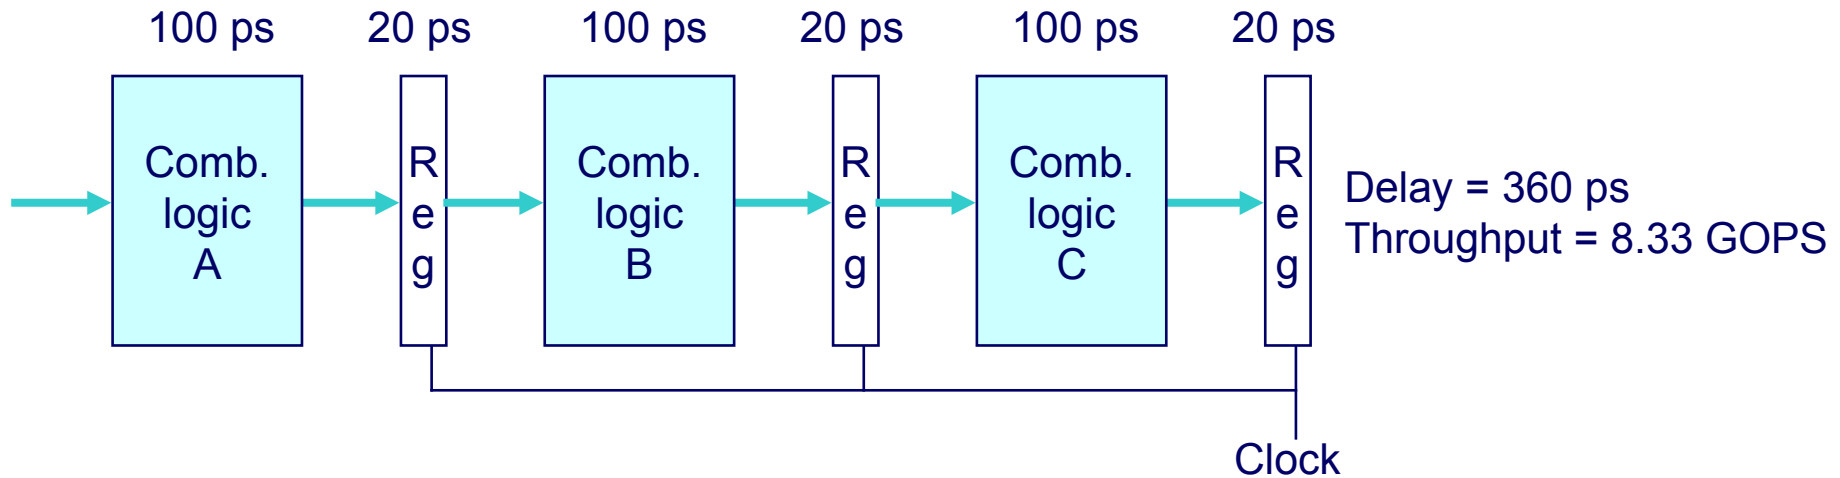 100 ps 20 ps 100 ps 20 ps 100 ps 20 ps
Comb.
logic
A
R
e
g
Comb.
logic
B
R
e
g
Comb.
logic
C
R
e
g
Delay = 360 ps
Throughput = 8.33 GOPS
Clock